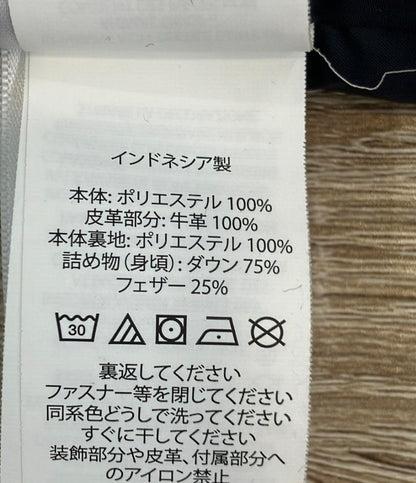 インドネシア製
本体: ポリエステル 100%
皮革部分: 牛革 100%
本体裏地: ポリエステル 100%
詰め物（身頃）: ダウン 75%
フェザー 25%
30
裏返してください
ファスナー等を閉じてください
同系色どうしで洗ってください
すぐに干してください
装飾部分や皮革、付属部分へ
のアイロン禁止